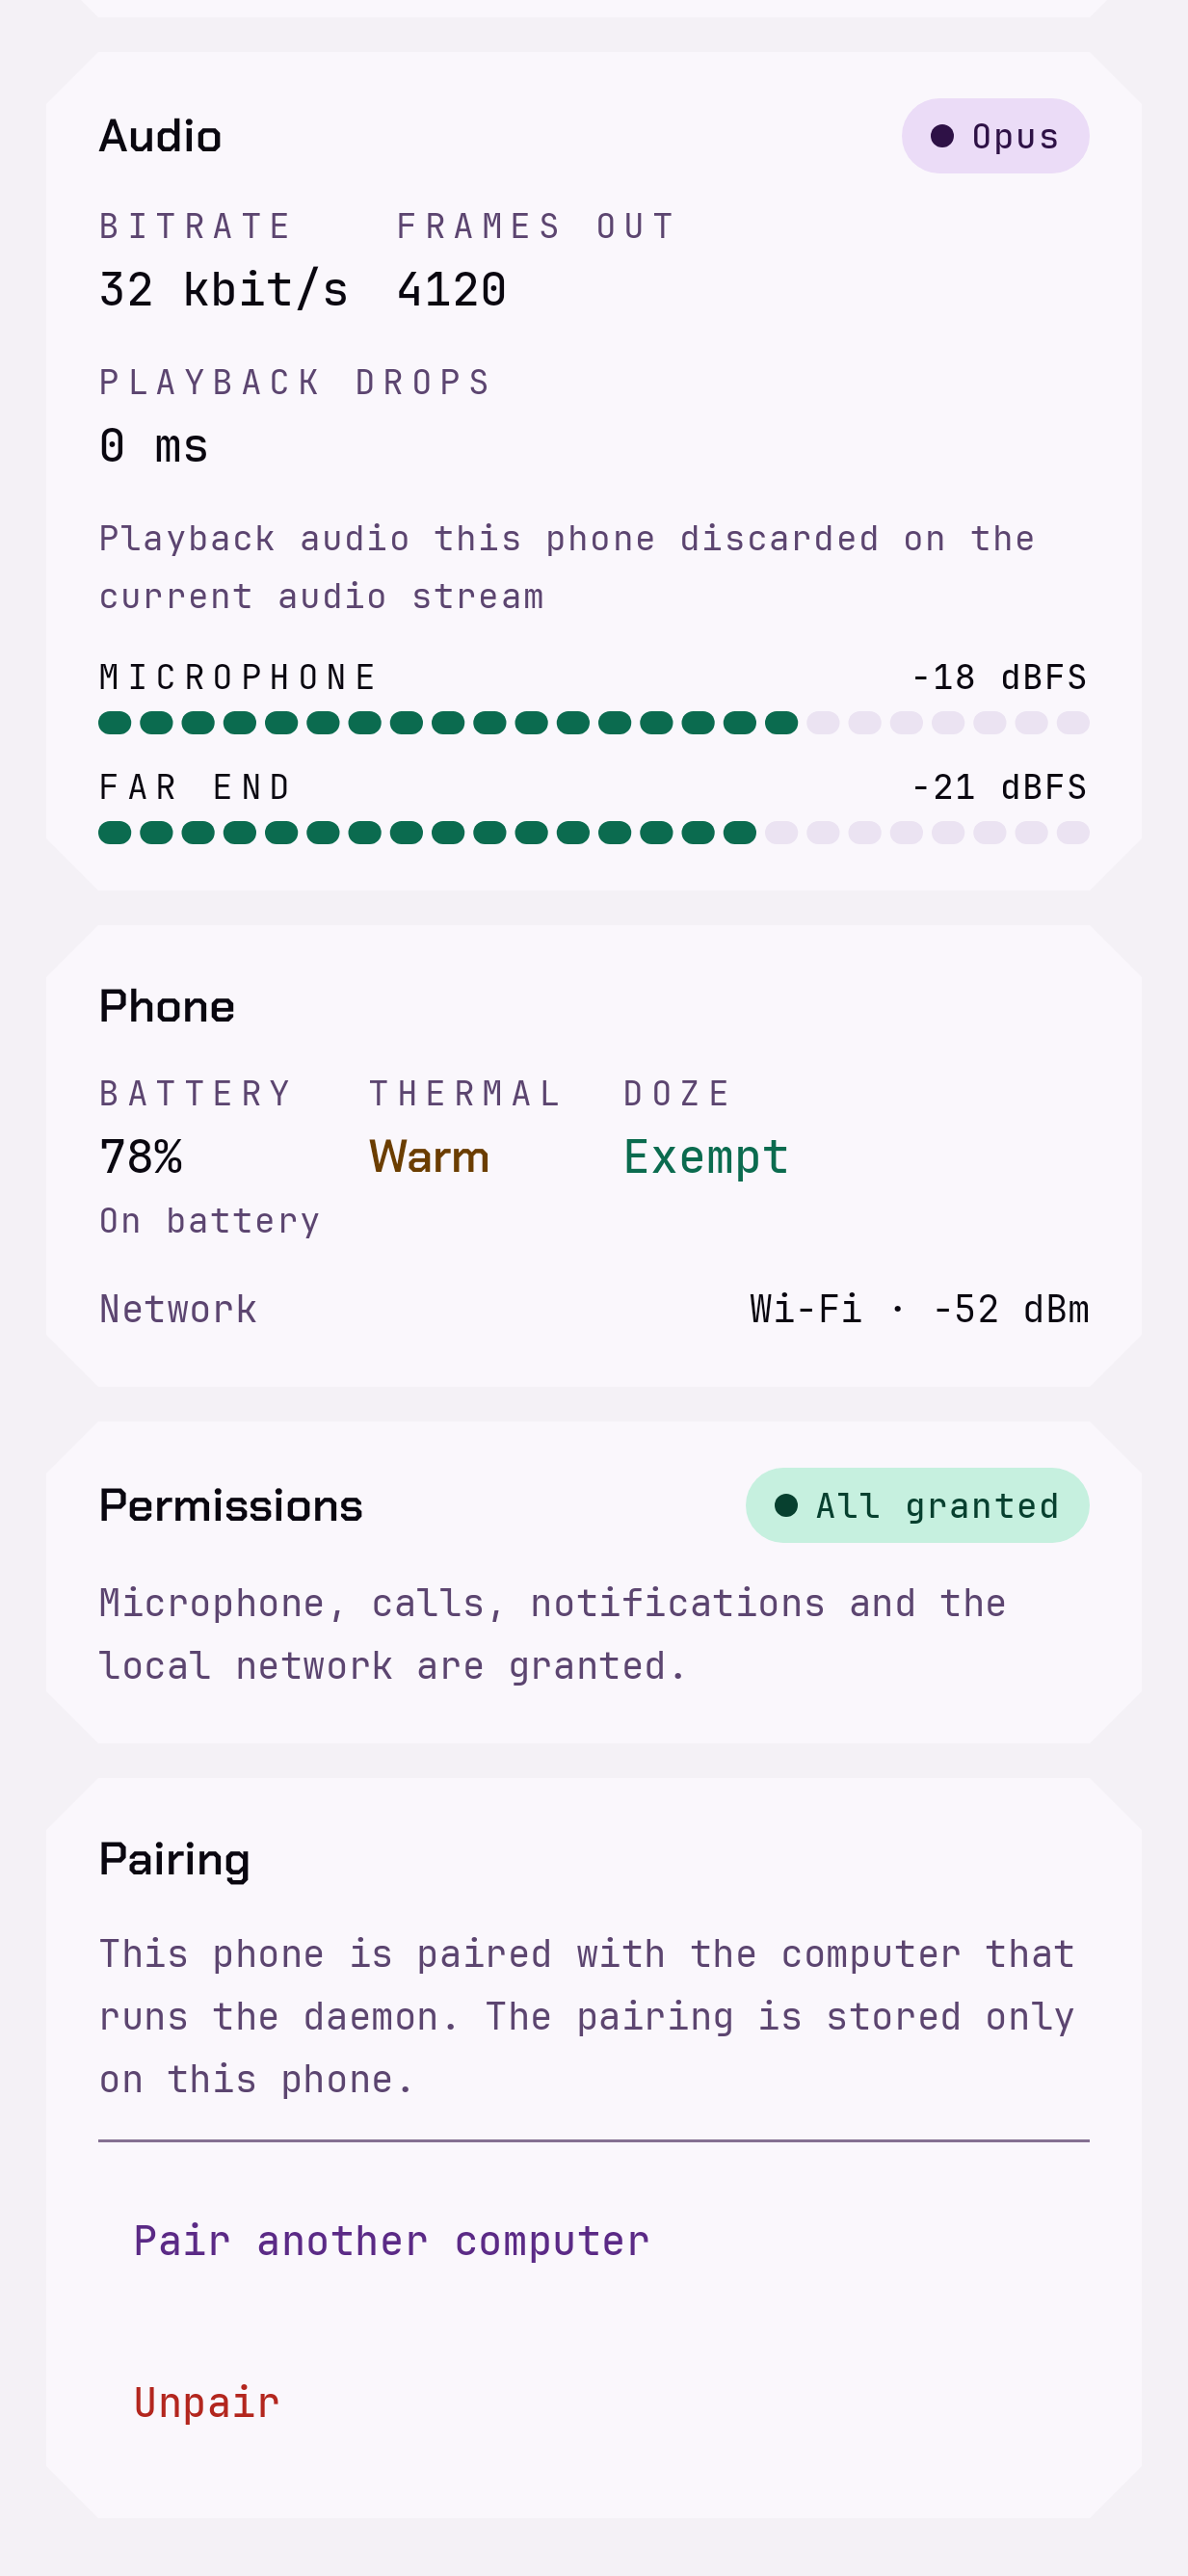 Audio
Opus
BITRATE FRAMES OUT
32 kbit/s 4120
PLAYBACK DROPS
0 ms
Playback audio this phone discarded on the
current audio stream
MICROPHONE -18 dBFS
FAR END -21 dBFS
Phone
BATTERY THERMAL DOZE
78% Warm Exempt
On battery
Network Wi-Fi · -52 dBm
Permissions
All granted
Microphone, calls, notifications and the
local network are granted.
Pairing
This phone is paired with the computer that
runs the daemon. The pairing is stored only
on this phone.
Pair another computer
Unpair